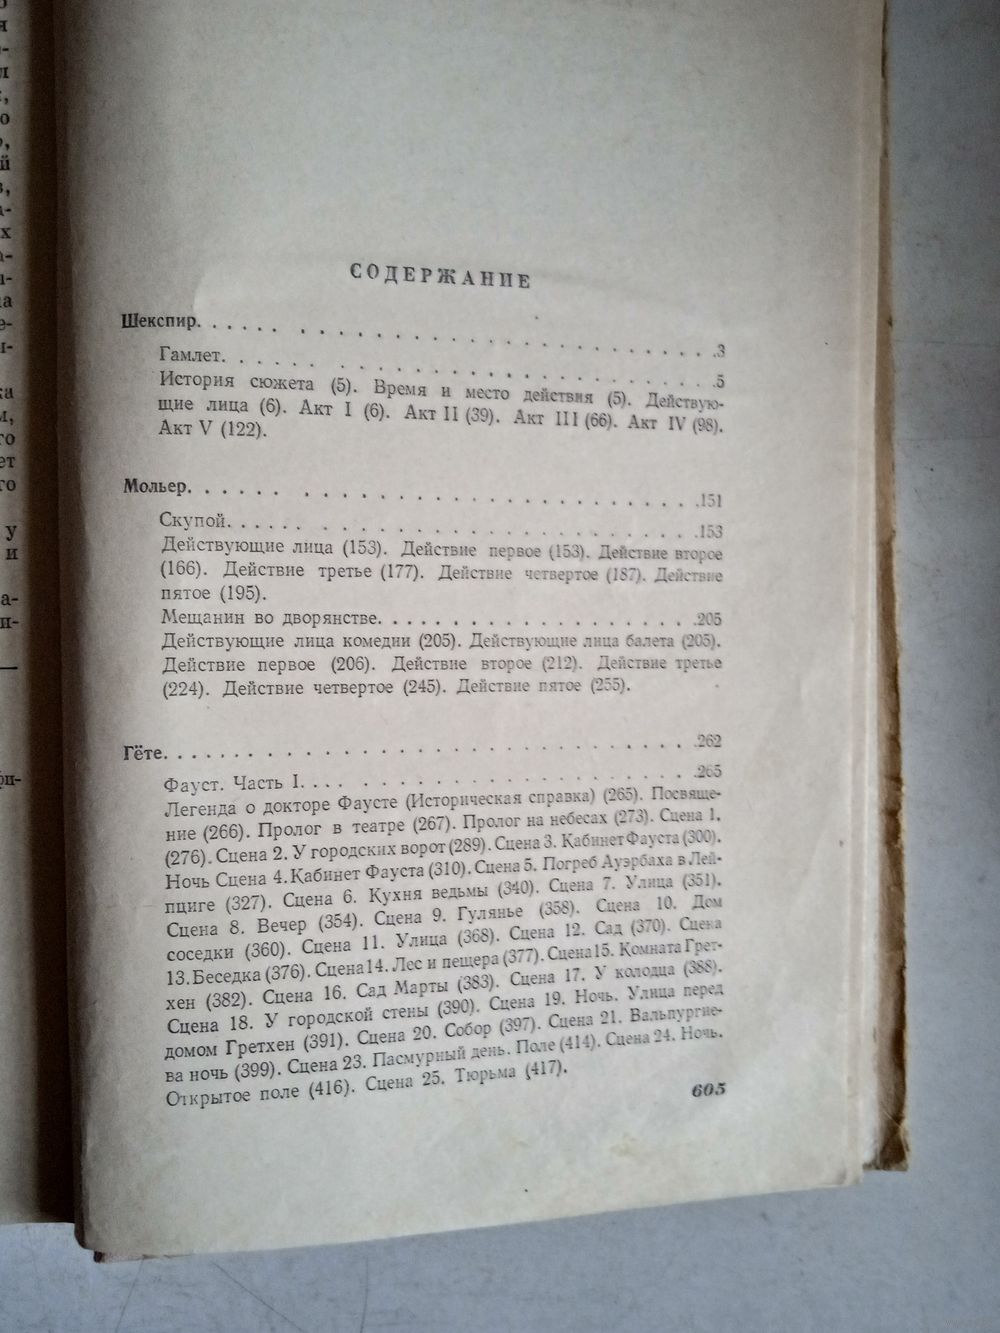 СОДЕРЖАНИЕ
Шекспир. . . . . . . . . . . . . . . . . . . . . . . . . .3
Гамлет. . . . . . . . . . . . . . . . . . . . . . . . .5
История сюжета (5). Время и место действия (5). Действую-
щие лица (6). Акт I (6). Акт II (39). Акт III (66). Акт IV (98).
Акт V (122).
Мольер. . . . . . . . . . . . . . . . . . . . . . . . .151
Скупой. . . . . . . . . . . . . . . . . . . . . . . .153
Действующие лица (153). Действие первое (153). Действие второе
(166). Действие третье (177). Действие четвертое (187). Действие
пятое (195).
Мещанин во дворянстве. . . . . . . . . . . . . . . . .205
Действующие лица комедии (205). Действующие лица балета (205).
Действие первое (206). Действие второе (212). Действие третье
(224). Действие четвертое (245). Действие пятое (255).
Гёте. . . . . . . . . . . . . . . . . . . . . . . . . . .262
Фауст. Часть I. . . . . . . . . . . . . . . . . . . .265
Легенда о докторе Фаусте (Историческая справка) (265). Посвяще-
ние (266). Пролог в театре (267). Пролог на небесах (273). Сцена 1.
(276). Сцена 2. У городских ворот (289). Сцена 3. Кабинет Фауста (300).
Ночь Сцена 4. Кабинет Фауста (310). Сцена 5. Погреб Ауэрбаха в Лей-
пциге (327). Сцена 6. Кухня ведьмы (340). Сцена 7. Улица (351).
Сцена 8. Вечер (354). Сцена 9. Гулянье (358). Сцена 10. Дом
соседки (360). Сцена 11. Улица (368). Сцена 12. Сад (370). Сцена
13. Беседка (376). Сцена 14. Лес и пещера (377). Сцена 15. Комната Грет-
хен (382). Сцена 16. Сад Марты (383). Сцена 17. У колодца (388).
Сцена 18. У городской стены (390). Сцена 19. Ночь. Улица перед
домом Гретхен (391). Сцена 20. Собор (397). Сцена 21. Вальпургие-
ва ночь (399). Сцена 23. Пасмурный день. Поле (414). Сцена 24. Ночь.
Открытое поле (416). Сцена 25. Тюрьма (417).
605